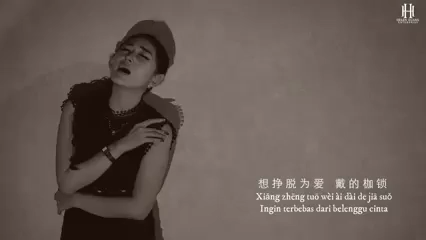 想挣脱为爱 戴的枷锁
Xiǎng zhēng tuō wèi ài dài de jiā suǒ
Ingin terbebas dari belenggu cinta